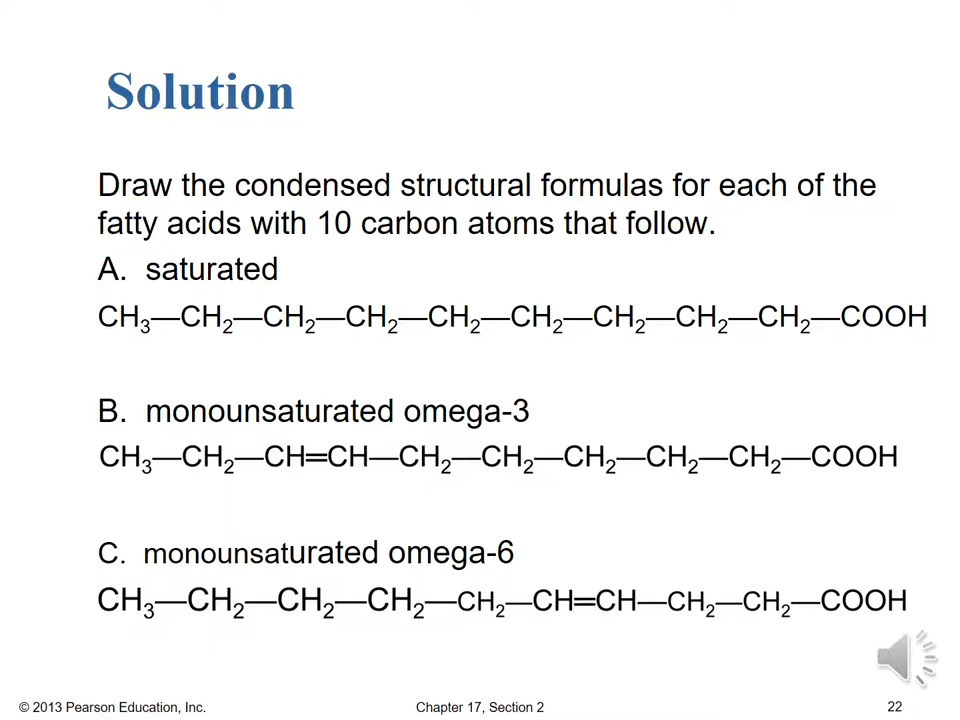 Solution
Draw the condensed structural formulas for each of the
fatty acids with 10 carbon atoms that follow.
A. saturated
CH₃—CH₂—CH₂—CH₂—CH₂—CH₂—CH₂—CH₂—CH₂—COOH
B. monounsaturated omega-3
CH₃—CH₂—CH=CH—CH₂—CH₂—CH₂—CH₂—CH₂—COOH
C. monounsaturated omega-6
CH₃—CH₂—CH₂—CH₂—CH₂—CH=CH—CH₂—CH₂—COOH
© 2013 Pearson Education, Inc. Chapter 17, Section 2 22